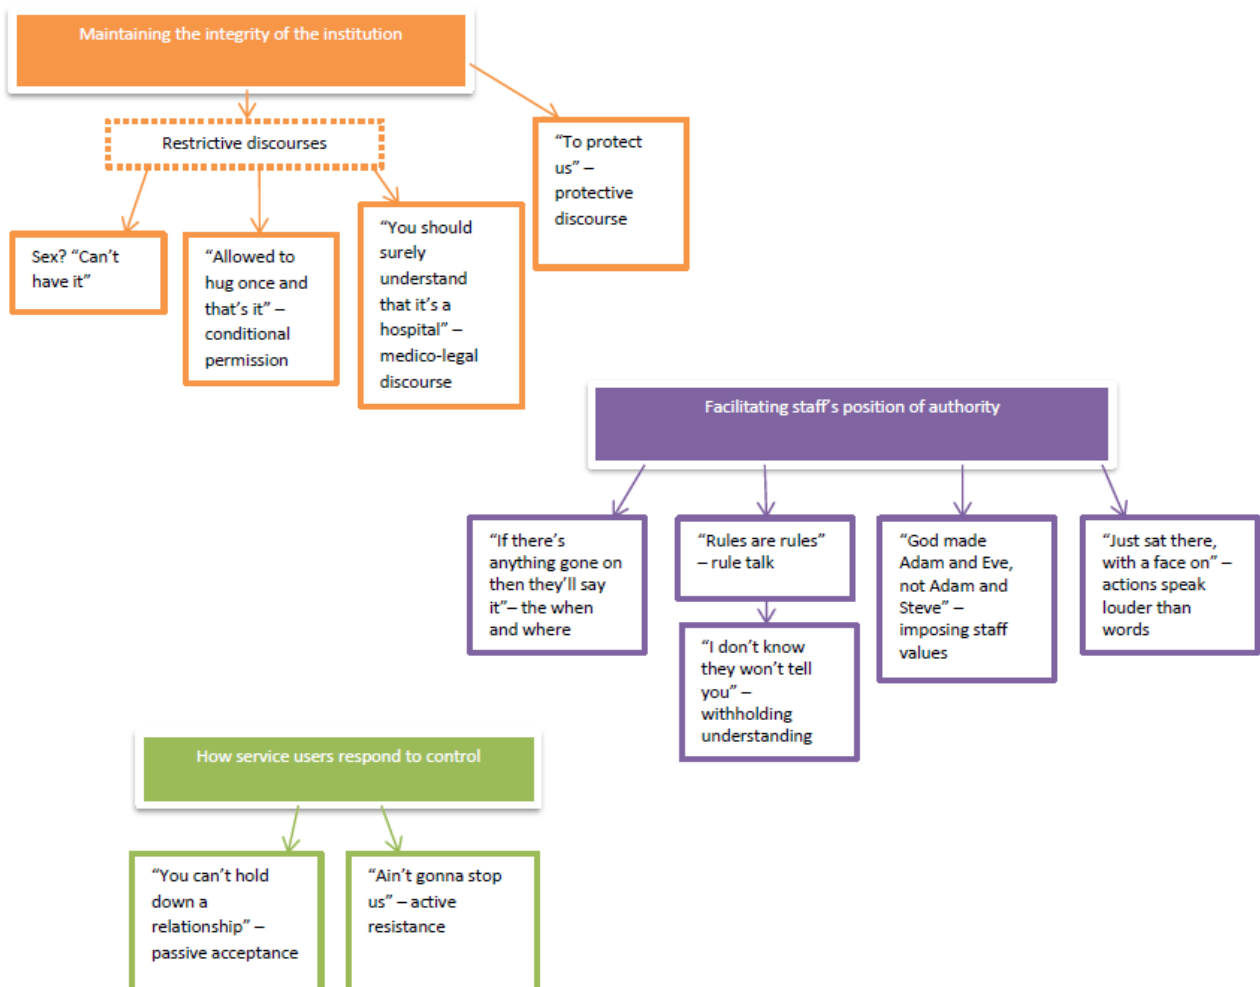 Maintaining the integrity of the institution
Restrictive discourses
“To protect
us” –
protective
discourse
Sex? “Can’t
have it”
“Allowed to
hug once and
that’s it” –
conditional
permission
“You should
surely
understand
that it’s a
hospital” –
medico-legal
discourse
Facilitating staff’s position of authority
“If there’s
anything gone on
then they’ll say
it”– the when
and where
“Rules are rules”
– rule talk
“I don’t know
they won’t tell
you” –
withholding
understanding
“God made
Adam and Eve,
not Adam and
Steve” –
imposing staff
values
“Just sat there,
with a face on” –
actions speak
louder than
words
How service users respond to control
“You can’t hold
down a
relationship” –
passive acceptance
“Ain’t gonna stop
us” – active
resistance